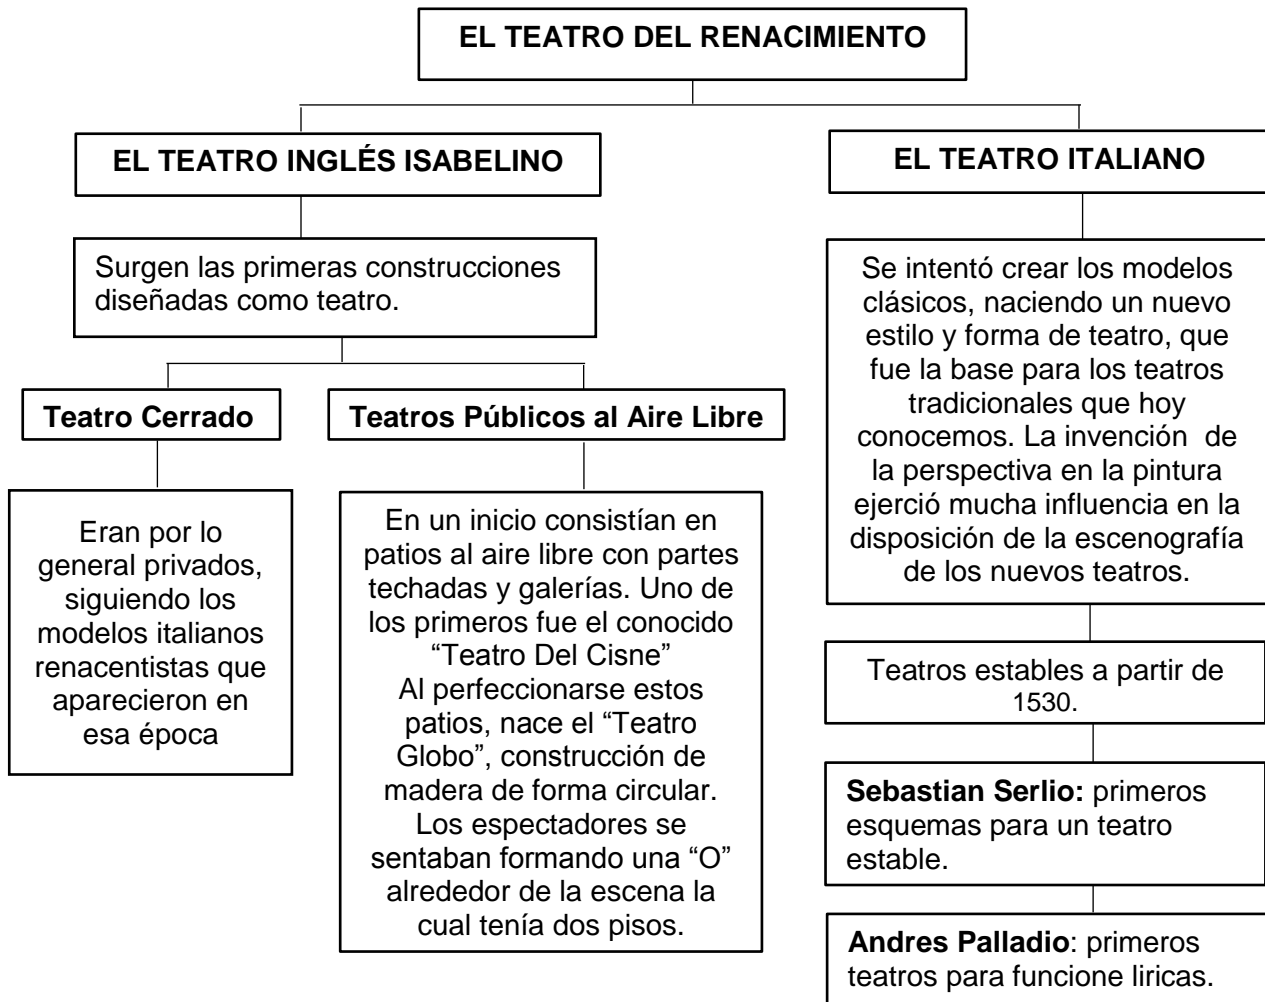 EL TEATRO DEL RENACIMIENTO
EL TEATRO INGLÉS ISABELINO
Surgen las primeras construcciones
diseñadas como teatro.
Teatro Cerrado
Eran por lo
general privados,
siguiendo los
modelos italianos
renacentistas que
aparecieron en
esa época
Teatros Públicos al Aire Libre
En un inicio consistían en
patios al aire libre con partes
techadas y galerías. Uno de
los primeros fue el conocido
“Teatro Del Cisne”
Al perfeccionarse estos
patios, nace el “Teatro
Globo”, construcción de
madera de forma circular.
Los espectadores se
sentaban formando una “O”
alrededor de la escena la
cual tenía dos pisos.
EL TEATRO ITALIANO
Se intentó crear los modelos
clásicos, naciendo un nuevo
estilo y forma de teatro, que
fue la base para los teatros
tradicionales que hoy
conocemos. La invención de
la perspectiva en la pintura
ejerció mucha influencia en la
disposición de la escenografía
de los nuevos teatros.
Teatros estables a partir de
1530.
Sebastian Serlio: primeros
esquemas para un teatro
estable.
Andres Palladio: primeros
teatros para funcione liricas.